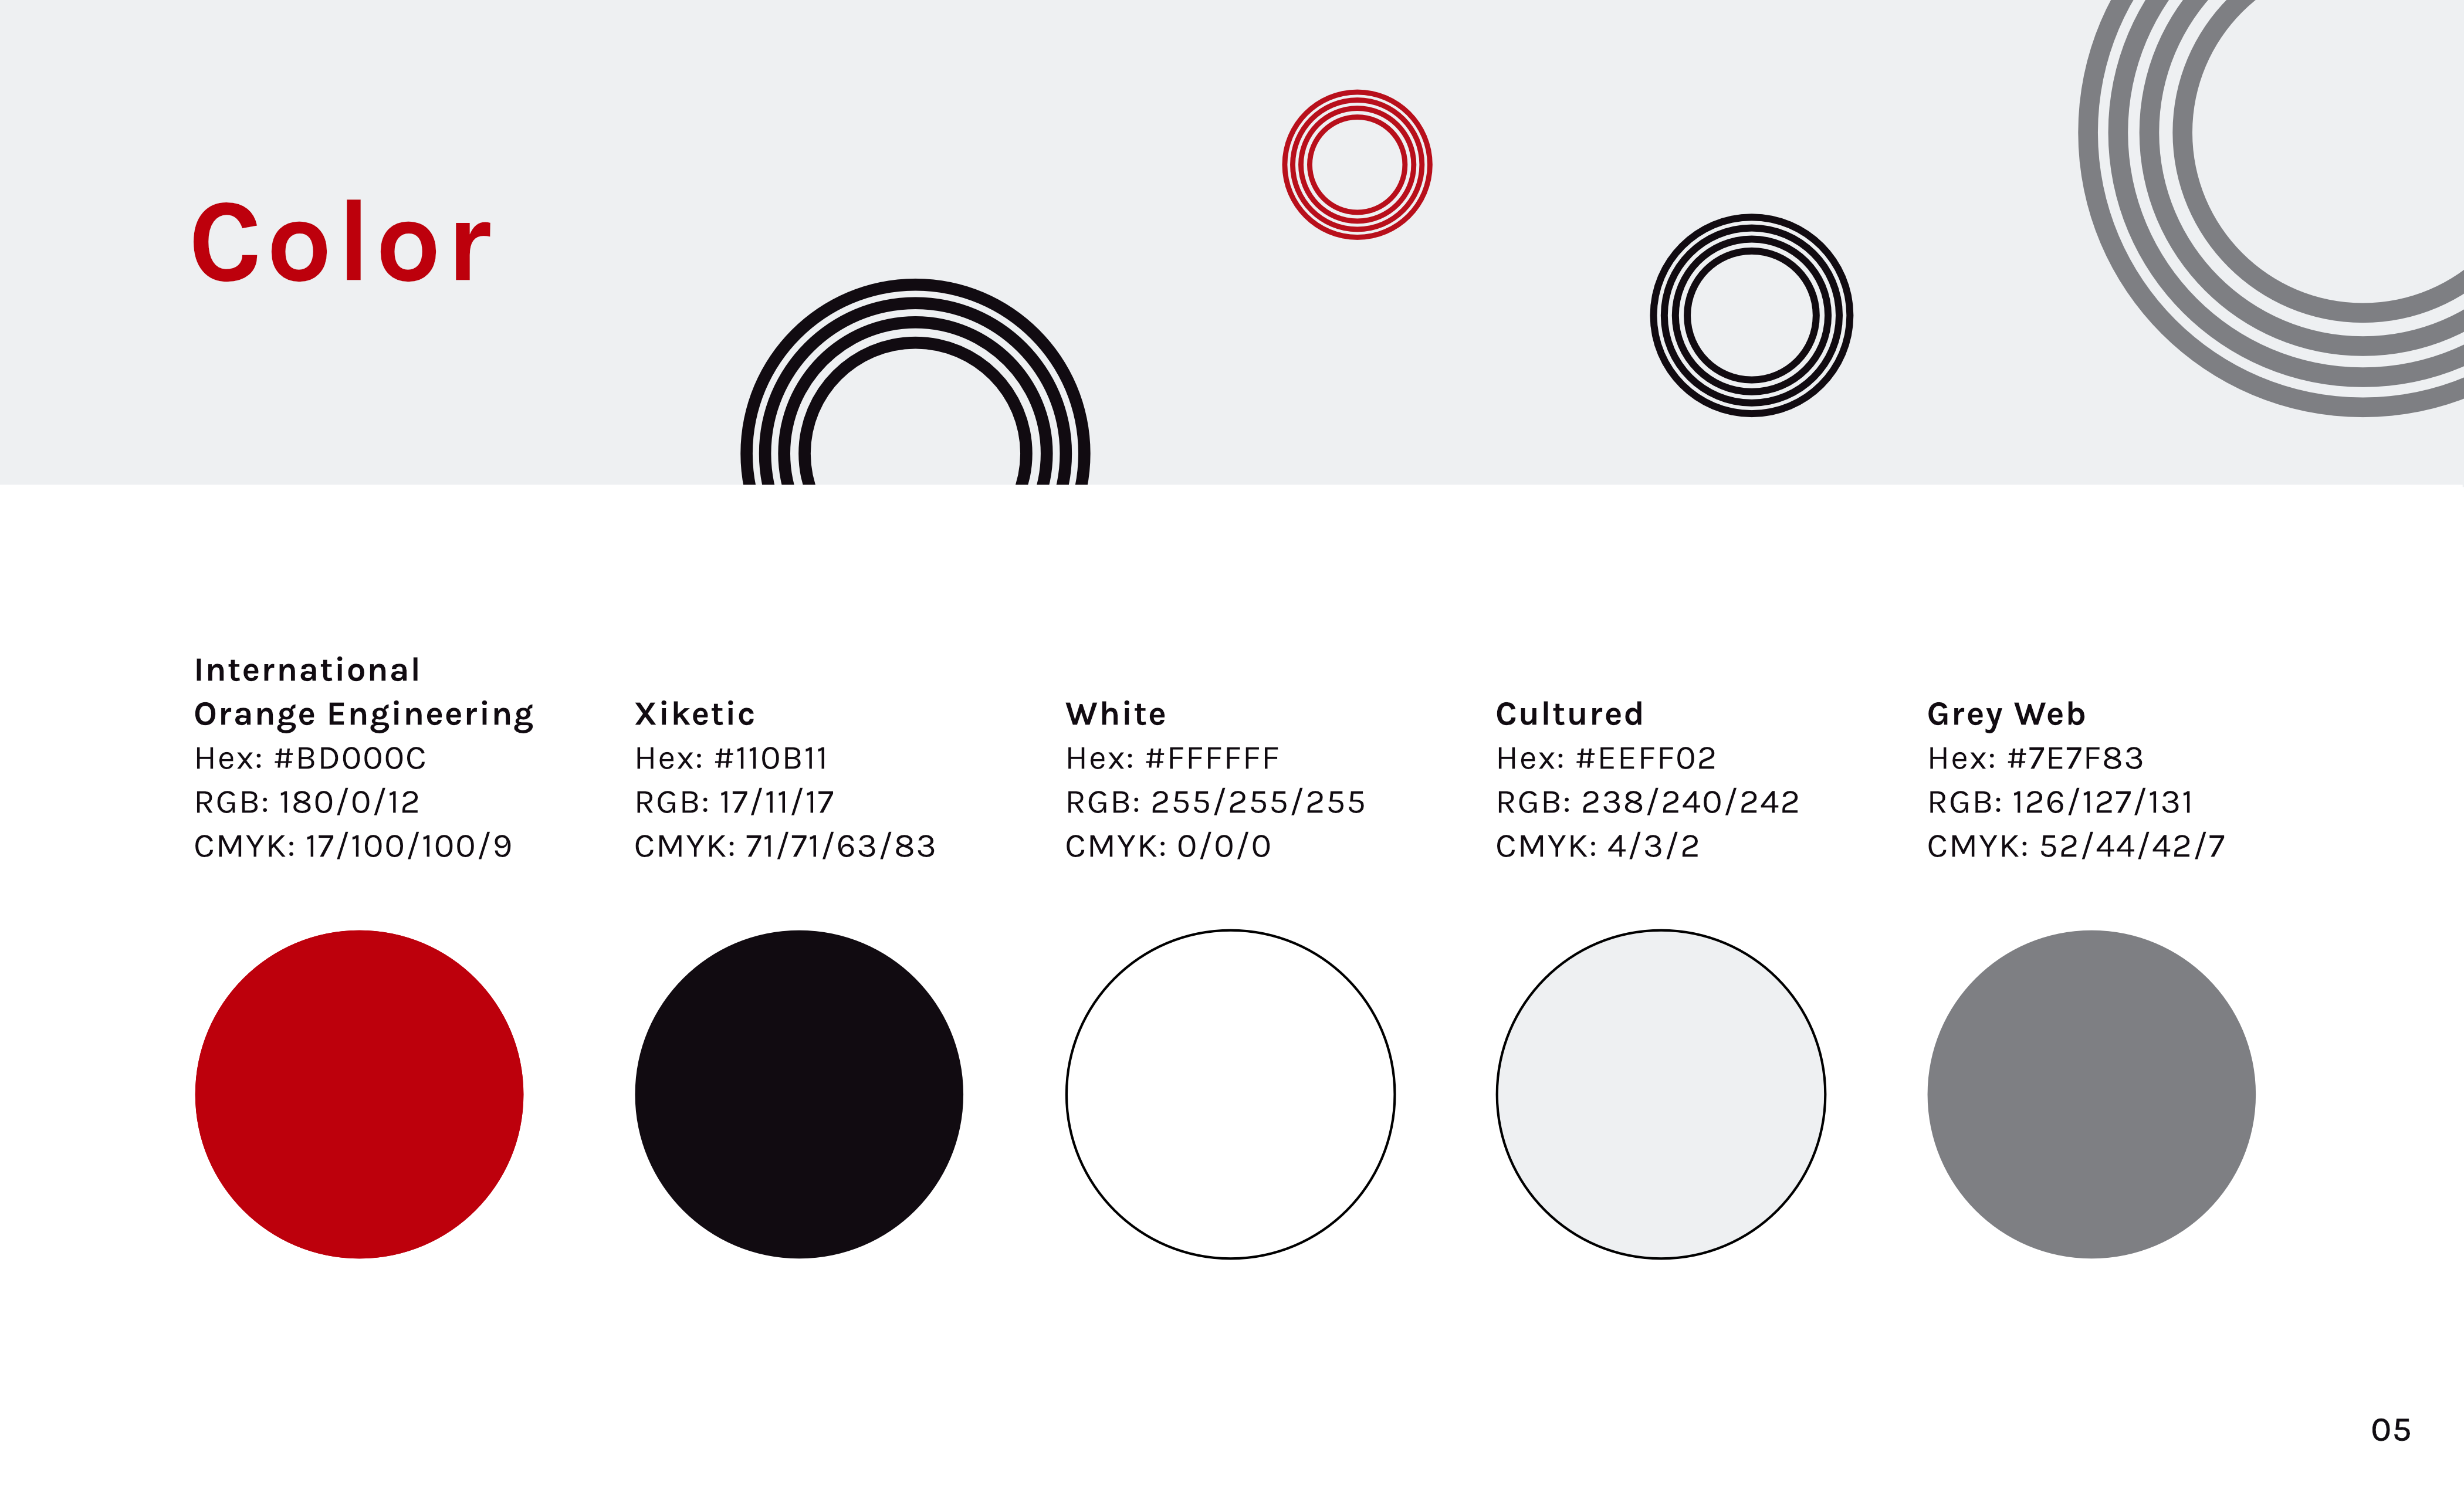 Color
International
Orange Engineering
Hex: #BD000C
RGB: 180/0/12
CMYK: 17/100/100/9
Xiketic
Hex: #110B11
RGB: 17/11/17
CMYK: 71/71/63/83
White
Hex: #FFFFFF
RGB: 255/255/255
CMYK: 0/0/0
Cultured
Hex: #EEFF02
RGB: 238/240/242
CMYK: 4/3/2
Grey Web
Hex: #7E7F83
RGB: 126/127/131
CMYK: 52/44/42/7
05